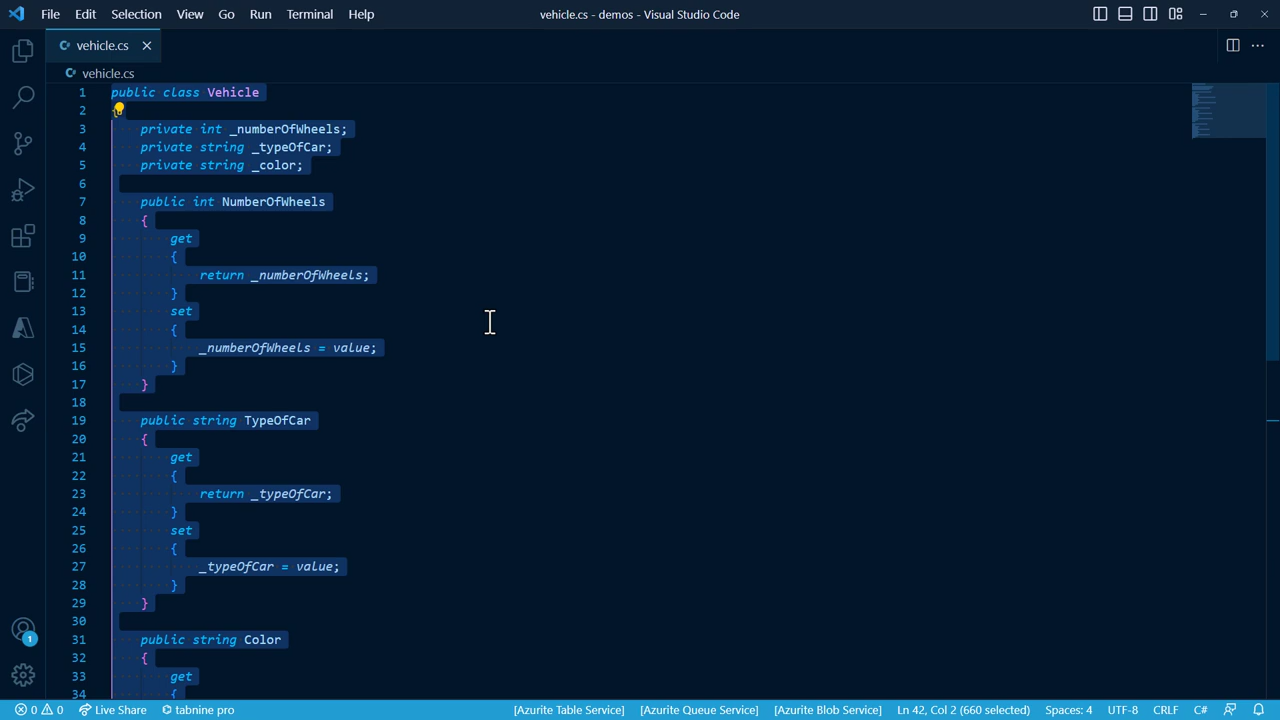 File Edit Selection View Go Run Terminal Help
vehicle.cs - demos - Visual Studio Code
vehicle.cs
vehicle.cs
1 public class Vehicle
2 {
3 private int _numberOfWheels;
4 private string _typeOfCar;
5 private string _color;
6
7 public int NumberOfWheels
8 {
9 get
10 {
11 return _numberOfWheels;
12 }
13 set
14 {
15 _numberOfWheels = value;
16 }
17 }
18
19 public string TypeOfCar
20 {
21 get
22 {
23 return _typeOfCar;
24 }
25 set
26 {
27 _typeOfCar = value;
28 }
29 }
30
31 public string Color
32 {
33 get
34 {
1
0 0 Live Share tabnine pro [Azurite Table Service] [Azurite Queue Service] [Azurite Blob Service] Ln 42, Col 2 (660 selected) Spaces: 4 UTF-8 CRLF C#